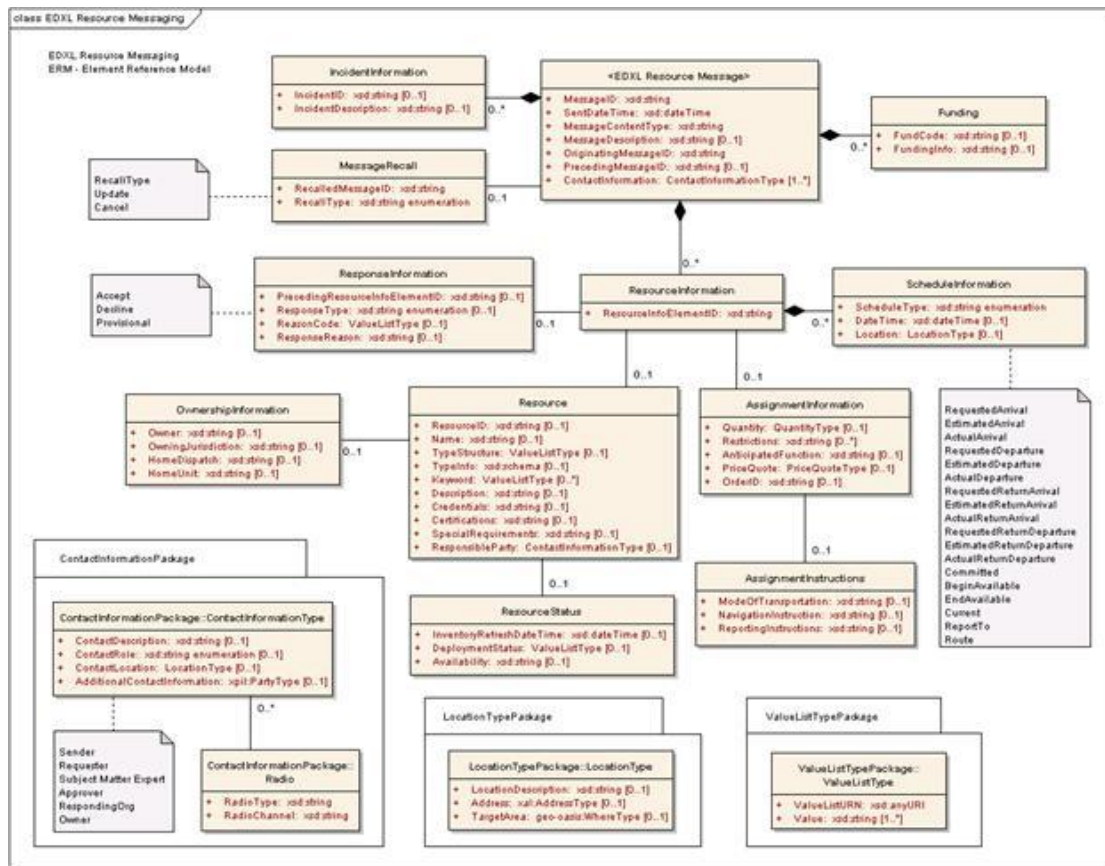 class EDXL Resource Messaging
EDXL Resource Messaging
ERM - Element Reference Model
IncidentInformation
+ IncidentID: xsd:string [0..1]
+ IncidentDescription: xsd:string [0..1]
0..*
<EDXL Resource Message>
+ MessageID: xsd:string
+ SentDateTime: xsd:dateTime
+ MessageContentType: xsd:string
+ MessageDescription: xsd:string [0..1]
+ OriginatingMessageID: xsd:string
+ PrecedingMessageID: xsd:string [0..1]
+ ContactInformation: ContactInformationType [1..*]
Funding
+ FundCode: xsd:string [0..1]
+ FundingInfo: xsd:string [0..1]
0..*
RecallType
Update
Cancel
MessageRecall
+ RecalledMessageID: xsd:string
+ RecallType: xsd:string enumeration
0..1
0..*
Accept
Decline
Provisional
ResponseInformation
+ PrecedingResourceInfoElementID: xsd:string [0..1]
+ ResponseType: xsd:string enumeration [0..1]
+ ReasonCode: ValueListType [0..1]
+ ResponseReason: xsd:string [0..1]
0..1
ResourceInformation
+ ResourceInfoElementID: xsd:string
ScheduleInformation
+ ScheduleType: xsd:string enumeration
+ DateTime: xsd:dateTime [0..1]
+ Location: LocationType [0..1]
0..*
0..1
0..1
OwnershipInformation
+ Owner: xsd:string [0..1]
+ OwningJurisdiction: xsd:string [0..1]
+ HomeDispatch: xsd:string [0..1]
+ HomeUnit: xsd:string [0..1]
0..1
Resource
+ ResourceID: xsd:string [0..1]
+ Name: xsd:string [0..1]
+ TypeStructure: ValueListType [0..1]
+ TypeInfo: xsd:schema [0..1]
+ Keyword: ValueListType [0..*]
+ Description: xsd:string [0..1]
+ Credentials: xsd:string [0..1]
+ Certifications: xsd:string [0..1]
+ SpecialRequirements: xsd:string [0..1]
+ ResponsibleParty: ContactInformationType [0..1]
AssignmentInformation
+ Quantity: QuantityType [0..1]
+ Restrictions: xsd:string [0..*]
+ AnticipatedFunction: xsd:string [0..1]
+ PriceQuote: PriceQuoteType [0..1]
+ OrderID: xsd:string [0..1]
RequestedArrival
EstimatedArrival
ActualArrival
RequestedDeparture
EstimatedDeparture
ActualDeparture
RequestedReturnArrival
EstimatedReturnArrival
ActualReturnArrival
RequestedReturnDeparture
EstimatedReturnDeparture
ActualReturnDeparture
Committed
BeginAvailable
EndAvailable
Current
ReportTo
Route
0..1
0..1
AssignmentInstructions
+ ModeOfTransportation: xsd:string [0..1]
+ NavigationInstruction: xsd:string [0..1]
+ ReportingInstructions: xsd:string [0..1]
ResourceStatus
+ InventoryRefreshDateTime: xsd:dateTime [0..1]
+ DeploymentStatus: ValueListType [0..1]
+ Availability: xsd:string [0..1]
ContactInformationPackage
ContactInformationPackage::ContactInformationType
+ ContactDescription: xsd:string [0..1]
+ ContactRole: xsd:string enumeration [0..1]
+ ContactLocation: LocationType [0..1]
+ AdditionalContactInformation: xpil:PartyType [0..1]
0..*
Sender
Requester
Subject Matter Expert
Approver
RespondingOrg
Owner
ContactInformationPackage::
Radio
+ RadioType: xsd:string
+ RadioChannel: xsd:string
LocationTypePackage
LocationTypePackage::LocationType
+ LocationDescription: xsd:string [0..1]
+ Address: xal:AddressType [0..1]
+ TargetArea: geo-oasis:WhereType [0..1]
ValueListTypePackage
ValueListTypePackage::
ValueListType
+ ValueListURN: xsd:anyURI
+ Value: xsd:string [1..*]